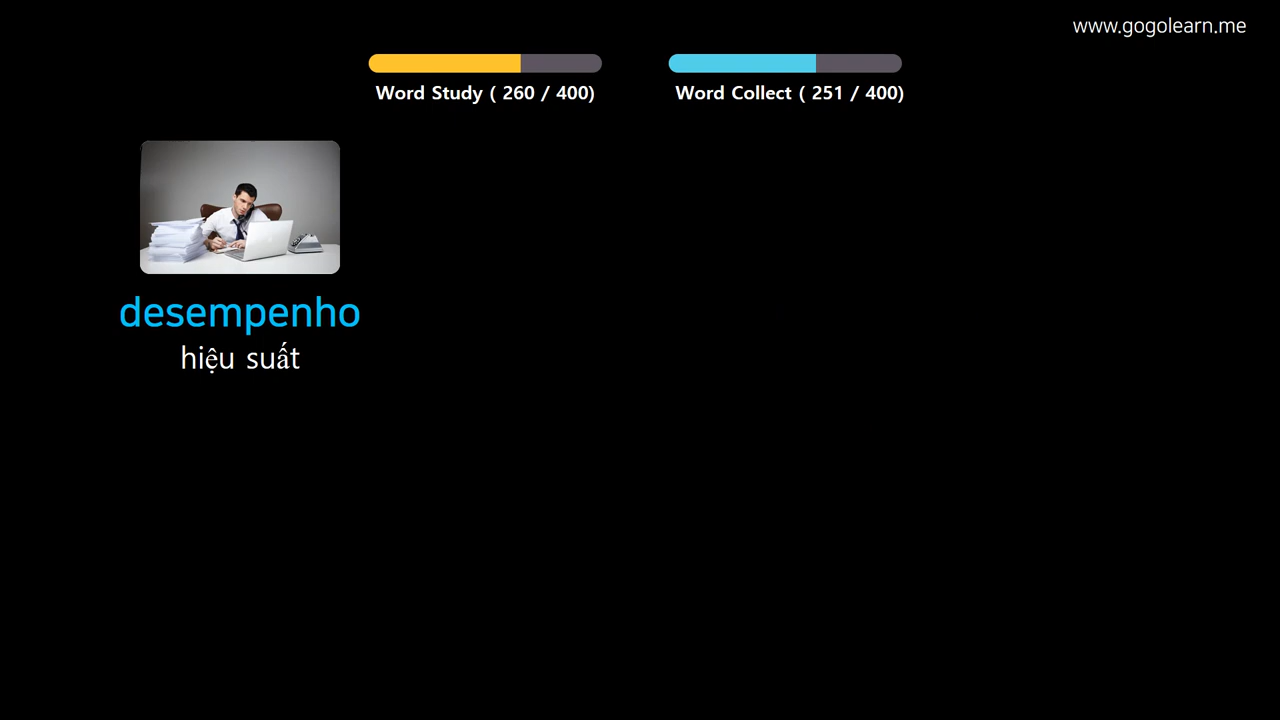 www.gogolearn.me
Word Study ( 260 / 400)
Word Collect ( 251 / 400)
desempenho
hiệu suất